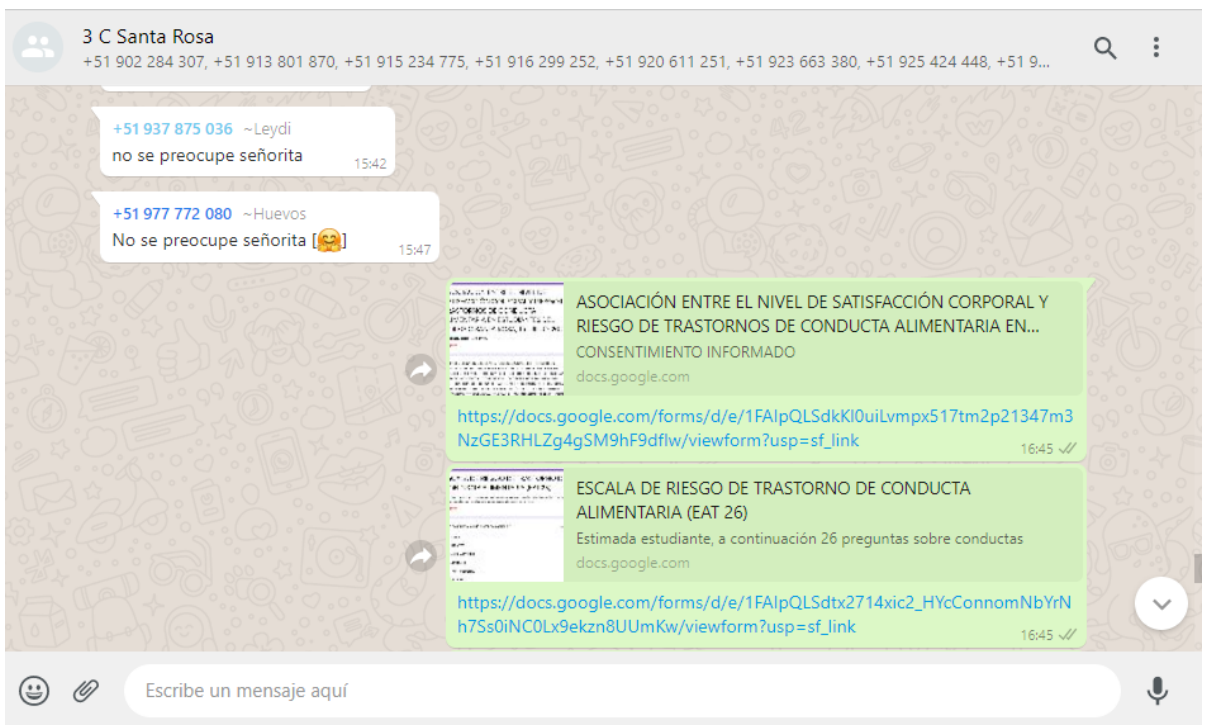 3 C Santa Rosa
+51 902 284 307, +51 913 801 870, +51 915 234 775, +51 916 299 252, +51 920 611 251, +51 923 663 380, +51 925 424 448, +51 9...
+51 937 875 036 ~Leydi
no se preocupe señorita
15:42
+51 977 772 080 ~Huevos
No se preocupe señorita [🤗]
15:47
ASOCIACIÓN ENTRE EL NIVEL DE SATISFACCIÓN CORPORAL Y
RIESGO DE TRASTORNOS DE CONDUCTA ALIMENTARIA EN...
CONSENTIMIENTO INFORMADO
docs.google.com
https://docs.google.com/forms/d/e/1FAIpQLSdkKl0uiLvmpx517tm2p21347m3
NzGE3RHLZg4gSM9hF9dflw/viewform?usp=sf_link
16:45
ESCALA DE RIESGO DE TRASTORNO DE CONDUCTA
ALIMENTARIA (EAT 26)
Estimada estudiante, a continuación 26 preguntas sobre conductas
docs.google.com
https://docs.google.com/forms/d/e/1FAIpQLSdtx2714xic2_HYcConnomNbYrN
h7Ss0iNC0Lx9ekzn8UUmKw/viewform?usp=sf_link
16:45
Escribe un mensaje aquí